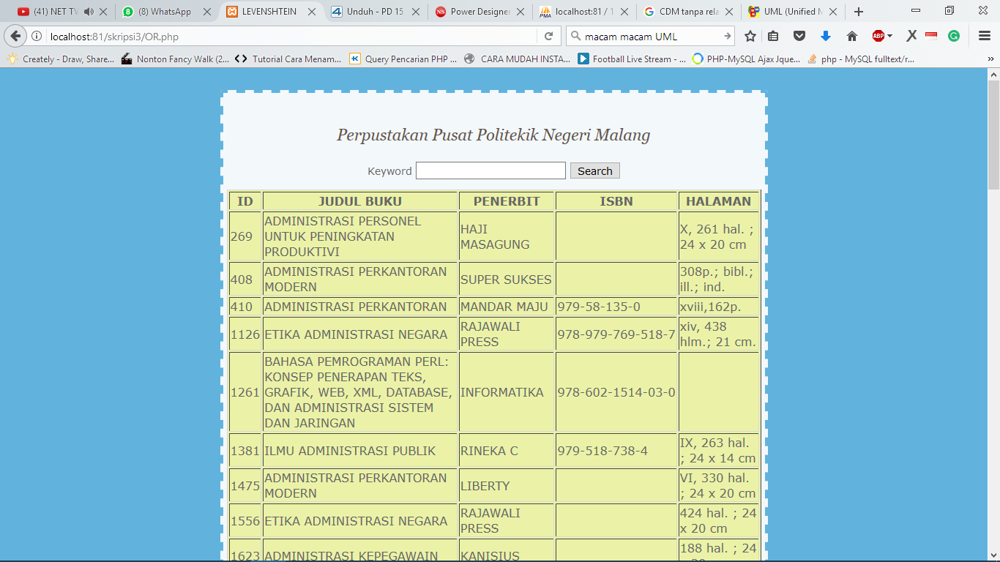 (41) NET TV
(8) WhatsApp
LEVENSHTEIN
Unduh - PD 15
Power Designer
localhost:81 / 1
CDM tanpa rela
UML (Unified M
localhost:81/skripsi3/OR.php
macam macam UML
Creately - Draw, Share...
Nonton Fancy Walk (2...
Tutorial Cara Menam...
Query Pencarian PHP ...
CARA MUDAH INSTA...
Football Live Stream - ...
PHP-MySQL Ajax Jque...
php - MySQL fulltext/r...
Perpustakan Pusat Politekik Negeri Malang
Keyword
Search
ID JUDUL BUKU PENERBIT ISBN HALAMAN
269
ADMINISTRASI PERSONEL
UNTUK PENINGKATAN
PRODUKTIVI
HAJI
MASAGUNG
X, 261 hal. ;
24 x 20 cm
408
ADMINISTRASI PERKANTORAN
MODERN
SUPER SUKSES
308p.; bibl.;
ill.; ind.
410 ADMINISTRASI PERKANTORAN MANDAR MAJU 979-58-135-0 xviii,162p.
1126 ETIKA ADMINISTRASI NEGARA
RAJAWALI
PRESS
978-979-769-518-7
xiv, 438
hlm.; 21 cm.
1261
BAHASA PEMROGRAMAN PERL:
KONSEP PENERAPAN TEKS,
GRAFIK, WEB, XML, DATABASE,
DAN ADMINISTRASI SISTEM
DAN JARINGAN
INFORMATIKA
978-602-1514-03-0
1381 ILMU ADMINISTRASI PUBLIK RINEKA C 979-518-738-4
IX, 263 hal.
; 24 x 14 cm
1475
ADMINISTRASI PERKANTORAN
MODERN
LIBERTY
VI, 330 hal.
; 24 x 20 cm
1556 ETIKA ADMINISTRASI NEGARA
RAJAWALI
PRESS
424 hal. ; 24
x 20 cm
1623 ADMINISTRASI KEPEGAWAIN KANISIUS
188 hal. ; 24